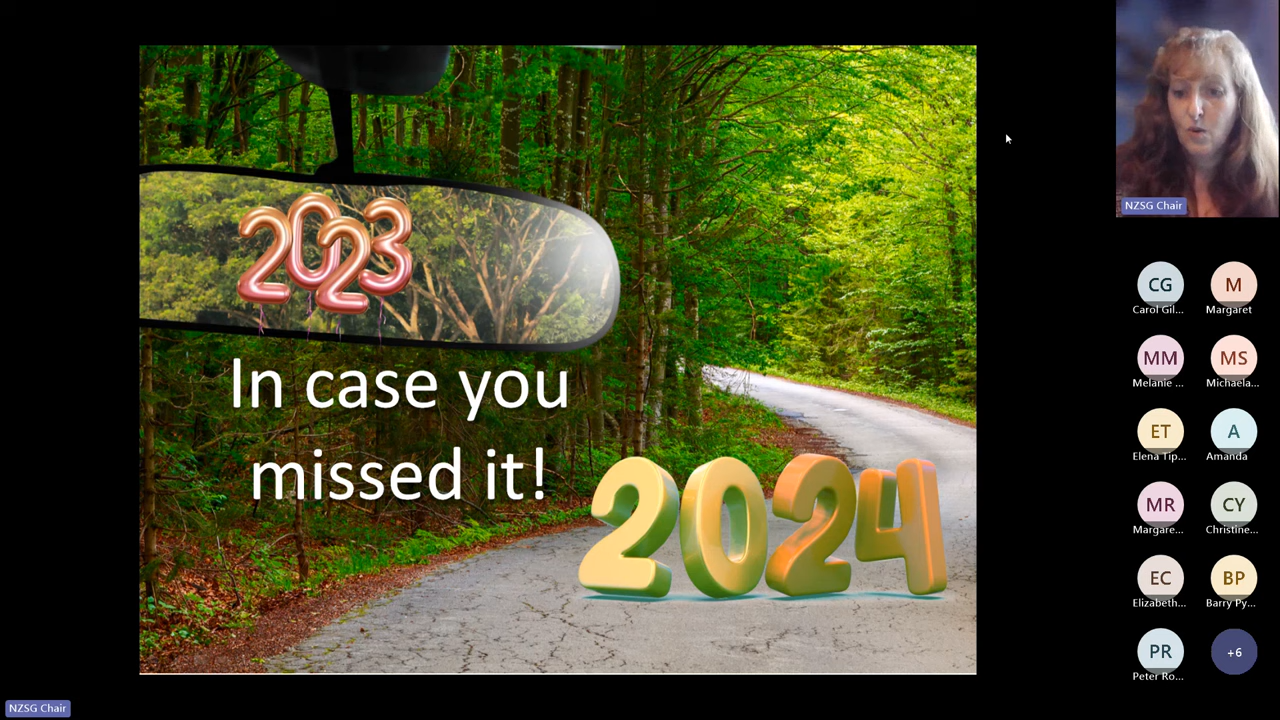 2023
In case you
missed it!
2024
NZSG Chair
CG
Carol Gil...
M
Margaret
MM
Melanie ...
MS
Michaela...
ET
Elena Tip...
A
Amanda
MR
Margare...
CY
Christine...
EC
Elizabeth...
BP
Barry Py...
PR
Peter Ro...
+6
NZSG Chair